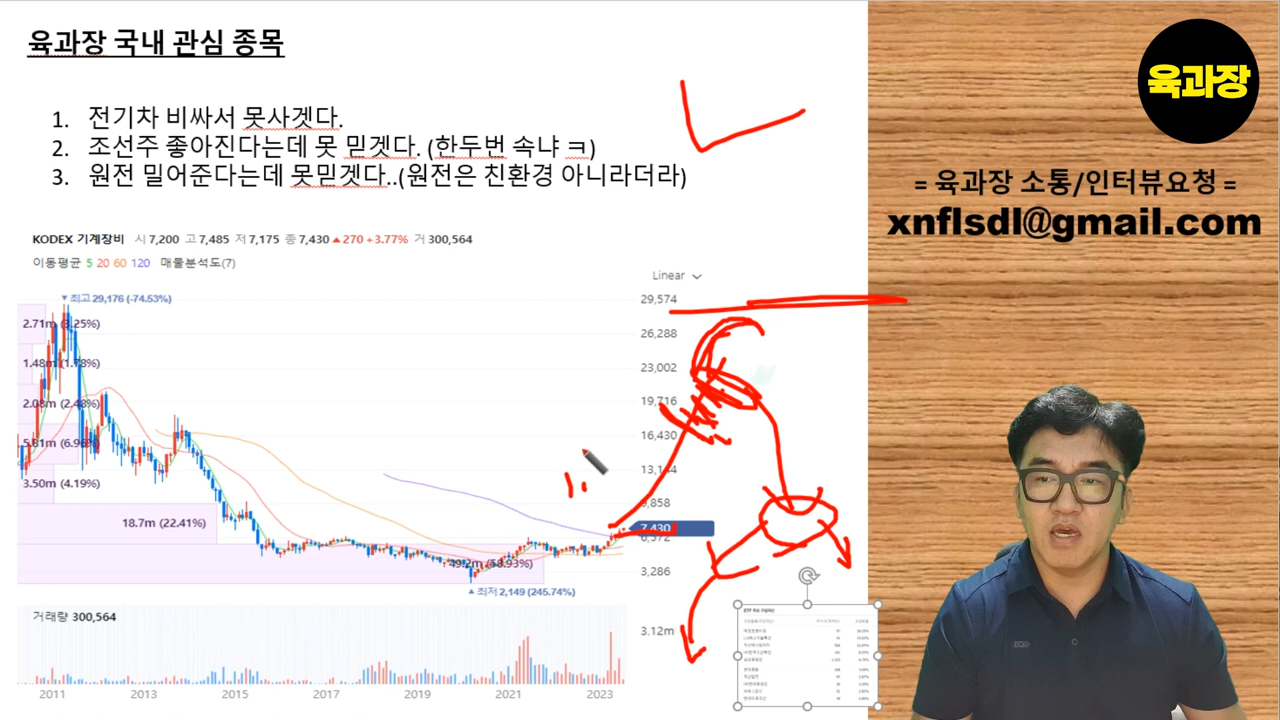 육과장 국내 관심 종목
육과장
1. 전기차 비싸서 못사겟다.
2. 조선주 좋아진다는데 못 믿겟다. (한두번 속냐 ㅋ)
3. 원전 밀어준다는데 못믿겟다..(원전은 친환경 아니라더라)
= 육과장 소통/인터뷰요청 =
xnflsdl@gmail.com
KODEX 기계장비 시 7,200 고 7,485 저 7,175 종 7,430 ▲ 270 +3.77% 거 300,564
이동평균 5 20 60 120 매물분석도(7)
Linear
▼ 최고 29,176 (-74.53%)
29,574
2.71m (3.25%)
26,288
1.48m (1.78%)
23,002
2.08m (2.48%)
19,716
16,430
5.81m (6.96%)
13,144
3.50m (4.19%)
1.
9,858
18.7m (22.41%)
7,430
6,572
49.2m (58.93%)
3,286
▲ 최저 2,149 (245.74%)
거래량 300,564
3.12m
2011 2013 2015 2017 2019 2021 2023